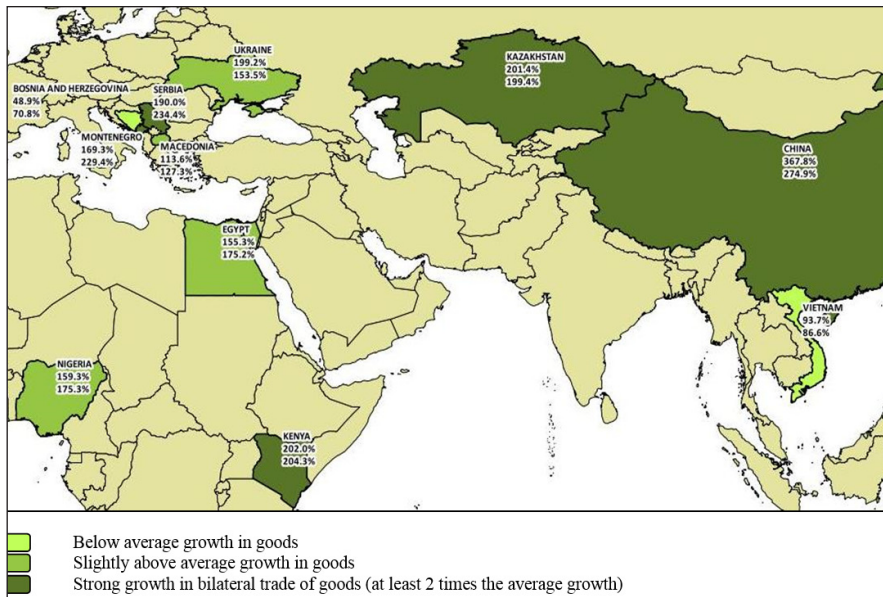 UKRAINE
199.2%
153.5%
KAZAKHSTAN
201.4%
199.4%
BOSNIA AND HERZEGOVINA
48.9%
70.8%
SERBIA
190.0%
234.4%
MONTENEGRO
169.3%
229.4%
MACEDONIA
113.6%
127.3%
CHINA
367.8%
274.9%
EGYPT
155.3%
175.2%
VIETNAM
93.7%
86.6%
NIGERIA
159.3%
175.3%
KENYA
202.0%
204.3%
Below average growth in goods
Slightly above average growth in goods
Strong growth in bilateral trade of goods (at least 2 times the average growth)